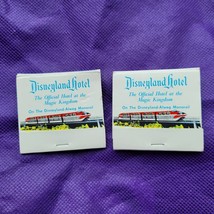 Disneyland Hotel
The Official Hotel of the
Magic Kingdom
On The Disneyland-Alweg Monorail
Disneyland Hotel
The Official Hotel of the
Magic Kingdom
On The Disneyland-Alweg Monorail